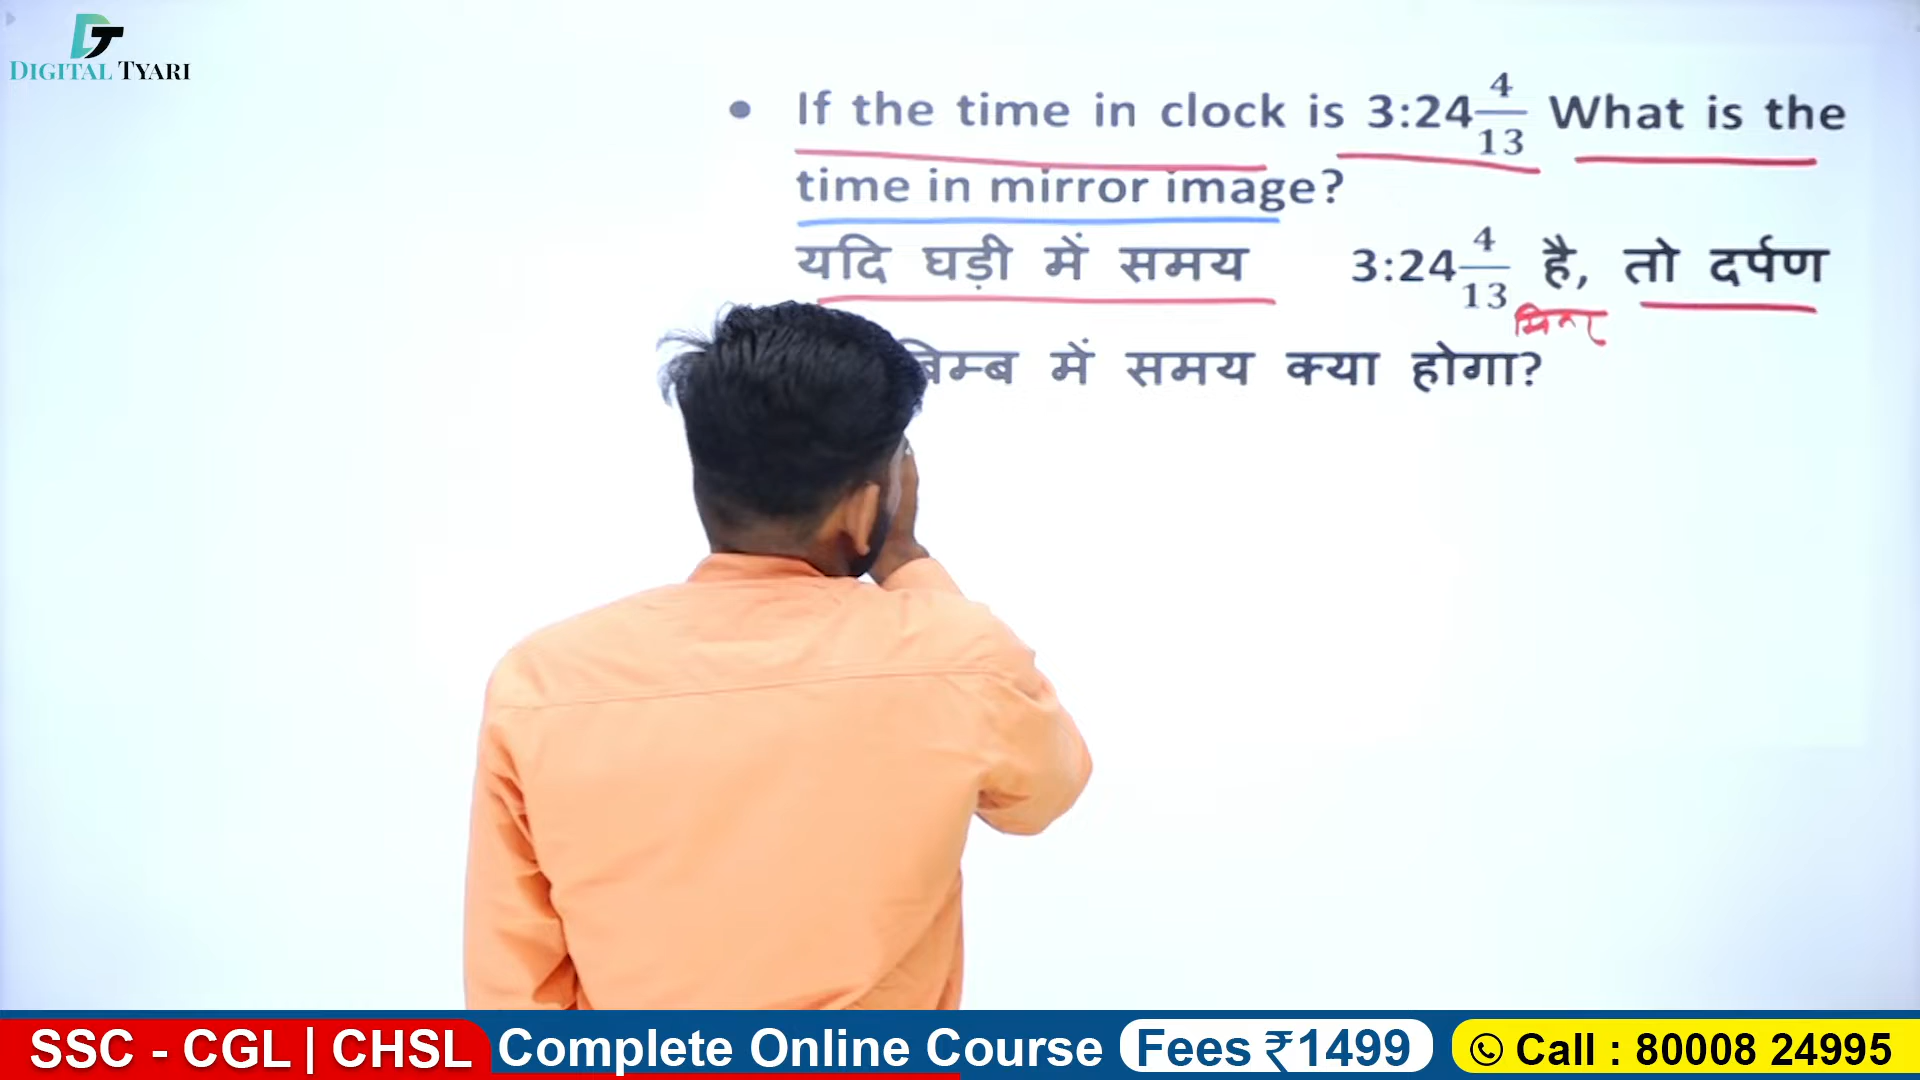 DT
DIGITAL TYARI
• If the time in clock is 3:24 4/13 What is the
time in mirror image?
यदि घड़ी में समय 3:24 4/13 है, तो दर्पण
बिम्ब में समय क्या होगा?
SSC - CGL | CHSL Complete Online Course Fees ₹1499 Call : 80008 24995